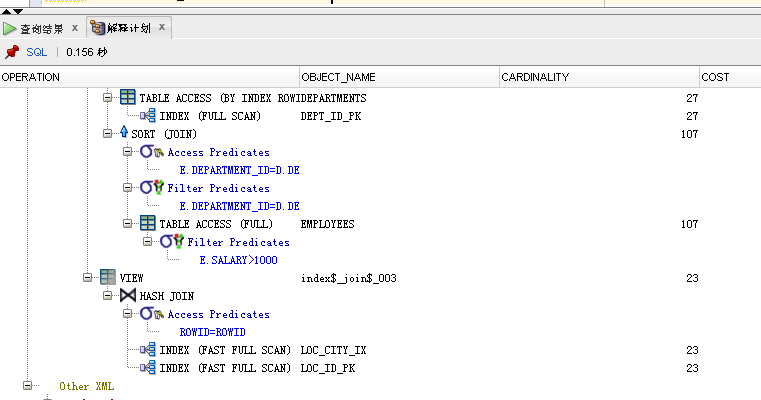 查询结果 × 解释计划 ×
SQL | 0.156 秒
OPERATION OBJECT_NAME CARDINALITY COST
TABLE ACCESS (BY INDEX ROWIDEPARTMENTS 27
INDEX (FULL SCAN) DEPT_ID_PK 27
SORT (JOIN) 107
Access Predicates
E.DEPARTMENT_ID=D.DE
Filter Predicates
E.DEPARTMENT_ID=D.DE
TABLE ACCESS (FULL) EMPLOYEES 107
Filter Predicates
E.SALARY>1000
VIEW index$_join$_003 23
HASH JOIN
Access Predicates
ROWID=ROWID
INDEX (FAST FULL SCAN) LOC_CITY_IX 23
INDEX (FAST FULL SCAN) LOC_ID_PK 23
Other XML